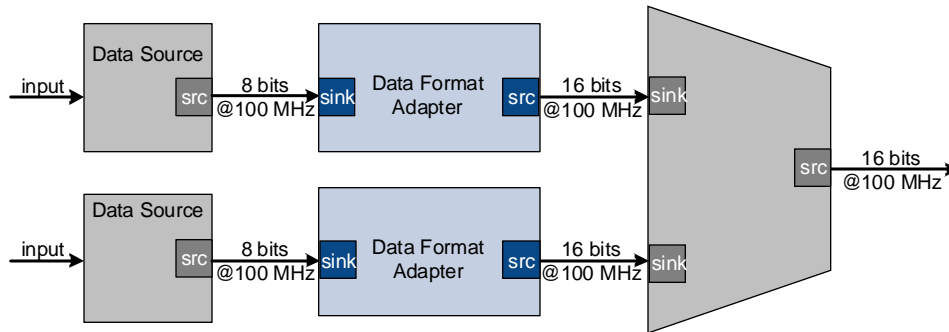 Data Source
input
src
8 bits
@100 MHz
sink
Data Format
Adapter
src
16 bits
@100 MHz
sink
src
16 bits
@100 MHz
Data Source
input
src
8 bits
@100 MHz
sink
Data Format
Adapter
src
16 bits
@100 MHz
sink